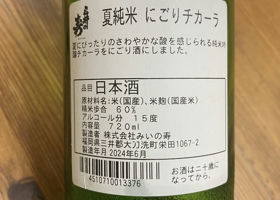 三井の寿
夏純米 にごりチカーラ
夏にぴったりのさわやかな酸を感じられる純米吟
醸チカーラをにごり酒にしました。
品目 日本酒
原材料名:米(国産)、米麹(国産米)
精米歩合 60%
アルコール分 15度
容量 720ml
製造者 株式会社みいの寿
福岡県三井郡大刀洗町栄田1067-2
製造年月 2024年6月
4510710013376
お酒は二十歳に
なってから。